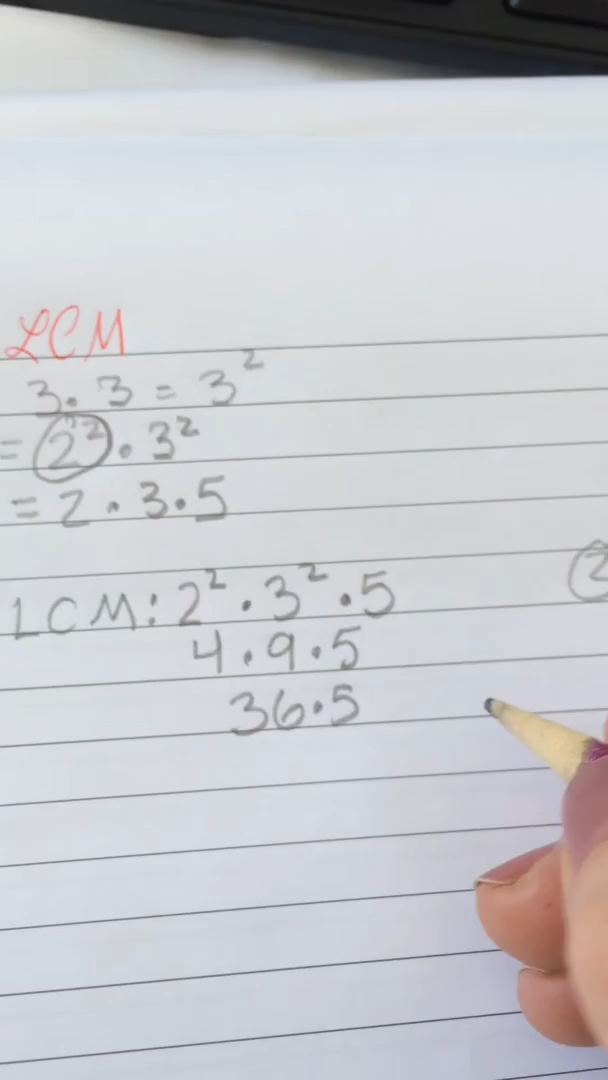 LCM
3 . 3 = 3²
= 2² . 3²
= 2 . 3 . 5
LCM: 2² . 3² . 5
4 . 9 . 5
36 . 5